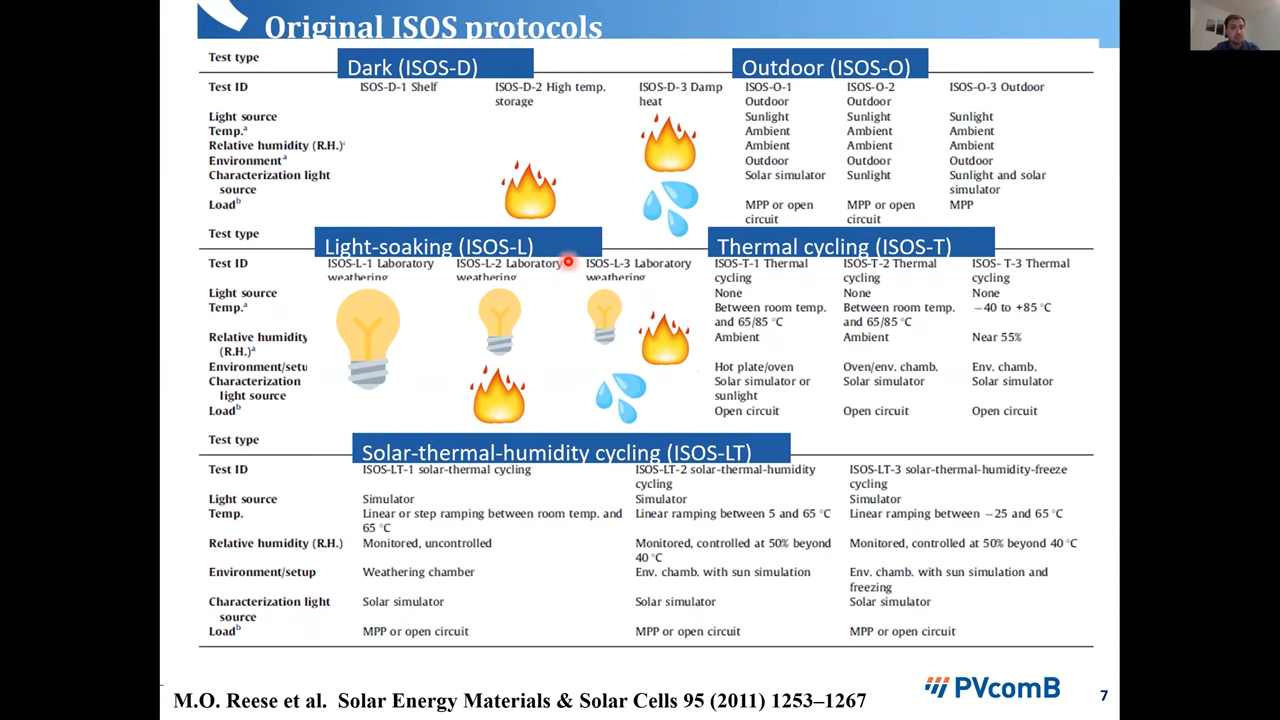 Original ISOS protocols
Test type
Dark (ISOS-D)
Outdoor (ISOS-O)
Test ID
ISOS-D-1 Shelf
ISOS-D-2 High temp.
storage
ISOS-D-3 Damp
heat
ISOS-O-1
Outdoor
ISOS-O-2
Outdoor
ISOS-O-3 Outdoor
Light source
Sunlight
Sunlight
Sunlight
Temp.a
Ambient
Ambient
Ambient
Relative humidity (R.H.)
Ambient
Ambient
Ambient
Environmenta
Outdoor
Outdoor
Outdoor
Characterization light
source
Solar simulator
Sunlight
Sunlight and solar
simulator
Loadb
MPP or open
circuit
MPP or open
circuit
MPP
Test type
Light-soaking (ISOS-L)
Thermal cycling (ISOS-T)
Test ID
ISOS-L-1 Laboratory
weathering
ISOS-L-2 Laboratory
weathering
ISOS-L-3 Laboratory
weathering
ISOS-T-1 Thermal
cycling
ISOS-T-2 Thermal
cycling
ISOS- T-3 Thermal
cycling
Light source
None
None
None
Temp.a
Between room temp.
and 65/85 °C
Between room temp.
and 65/85 °C
−40 to +85 °C
Relative humidity
(R.H.)a
Ambient
Ambient
Near 55%
Environment/setu
Hot plate/oven
Oven/env. chamb.
Env. chamb.
Characterization
light source
Solar simulator or
sunlight
Solar simulator
Solar simulator
Loadb
Open circuit
Open circuit
Open circuit
Test type
Solar-thermal-humidity cycling (ISOS-LT)
Test ID
ISOS-LT-1 solar-thermal cycling
ISOS-LT-2 solar-thermal-humidity
cycling
ISOS-LT-3 solar-thermal-humidity-freeze
cycling
Light source
Simulator
Simulator
Simulator
Temp.
Linear or step ramping between room temp. and
65 °C
Linear ramping between 5 and 65 °C
Linear ramping between −25 and 65 °C
Relative humidity (R.H.)
Monitored, uncontrolled
Monitored, controlled at 50% beyond
40 °C
Monitored, controlled at 50% beyond 40 °C
Environment/setup
Weathering chamber
Env. chamb. with sun simulation
Env. chamb. with sun simulation and
freezing
Characterization light
source
Solar simulator
Solar simulator
Solar simulator
Loadb
MPP or open circuit
MPP or open circuit
MPP or open circuit
M.O. Reese et al. Solar Energy Materials & Solar Cells 95 (2011) 1253–1267
PVcomB
7